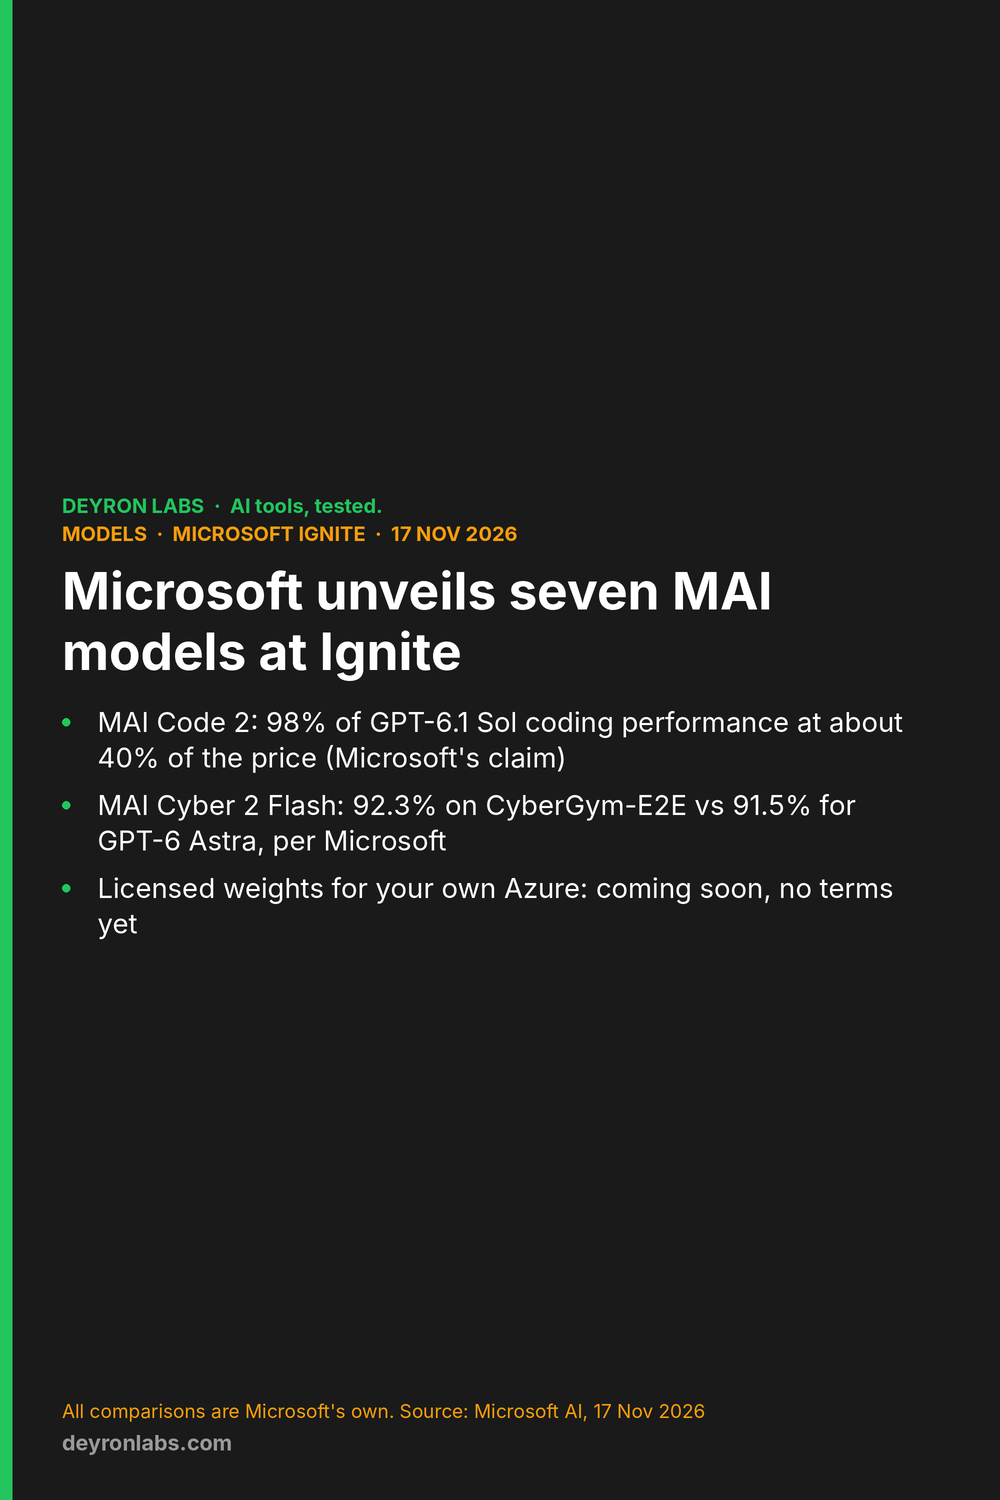 DEYRON LABS · AI tools, tested.
MODELS · MICROSOFT IGNITE · 17 NOV 2026
Microsoft unveils seven MAI
models at Ignite
• MAI Code 2: 98% of GPT-6.1 Sol coding performance at about
40% of the price (Microsoft's claim)
• MAI Cyber 2 Flash: 92.3% on CyberGym-E2E vs 91.5% for
GPT-6 Astra, per Microsoft
• Licensed weights for your own Azure: coming soon, no terms
yet
All comparisons are Microsoft's own. Source: Microsoft AI, 17 Nov 2026
deyronlabs.com